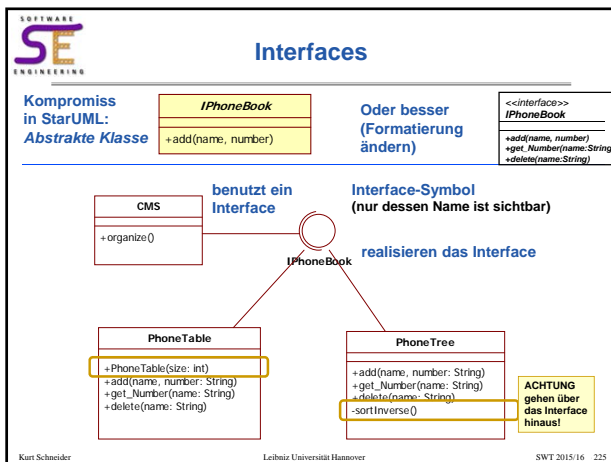 SOFTWARE
SE
ENGINEERING
Interfaces
Kompromiss
in StarUML:
Abstrakte Klasse
IPhoneBook
+add(name, number)
Oder besser
(Formatierung
ändern)
<<interface>>
IPhoneBook
+add(name, number)
+get_Number(name:String)
+delete(name:String)
CMS
+organize()
benutzt ein
Interface
Interface-Symbol
(nur dessen Name ist sichtbar)
IPhoneBook
realisieren das Interface
PhoneTable
+PhoneTable(size: int)
+add(name, number: String)
+get_Number(name: String)
+delete(name: String)
PhoneTree
+add(name, number: String)
+get_Number(name: String)
+delete(name: String)
-sortInverse()
ACHTUNG
gehen über
das Interface
hinaus!
Kurt Schneider Leibniz Universität Hannover SWT 2015/16 225